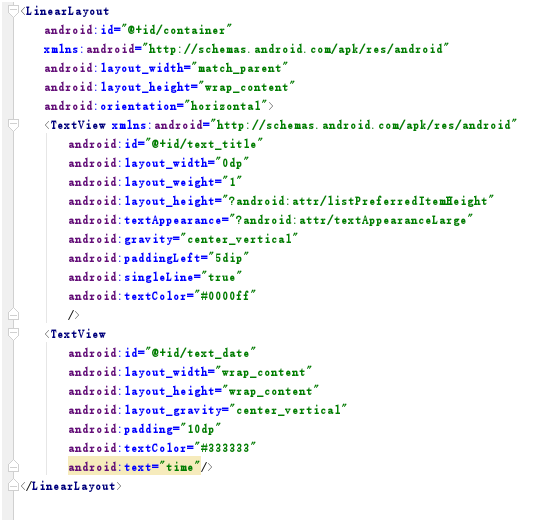 <LinearLayout
android:id="@+id/container"
xmlns:android="http://schemas.android.com/apk/res/android"
android:layout_width="match_parent"
android:layout_height="wrap_content"
android:orientation="horizontal">
<TextView xmlns:android="http://schemas.android.com/apk/res/android"
android:id="@+id/text_title"
android:layout_width="0dp"
android:layout_weight="1"
android:layout_height="?android:attr/listPreferredItemHeight"
android:textAppearance="?android:attr/textAppearanceLarge"
android:gravity="center_vertical"
android:paddingLeft="5dip"
android:singleLine="true"
android:textColor="#0000ff"
/>
<TextView
android:id="@+id/text_date"
android:layout_width="wrap_content"
android:layout_height="wrap_content"
android:layout_gravity="center_vertical"
android:padding="10dp"
android:textColor="#333333"
android:text="time"/>
</LinearLayout>